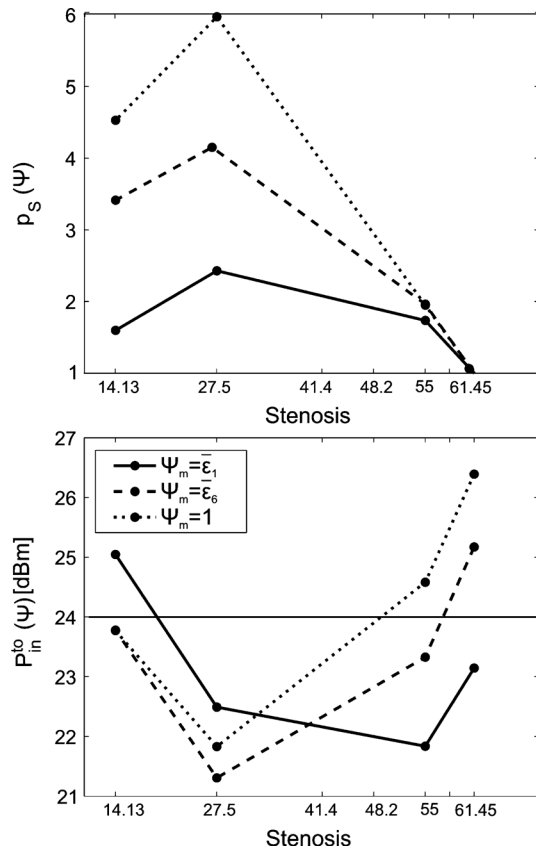 6
5
4
3
2
1
p_S (Ψ)
14.13 27.5 41.4 48.2 55 61.45
Stenosis
27
26
25
24
23
22
21
P_in^to (Ψ) [dBm]
Ψ_m=ε̄_1
Ψ_m=ε̄_6
Ψ_m=1
14.13 27.5 41.4 48.2 55 61.45
Stenosis